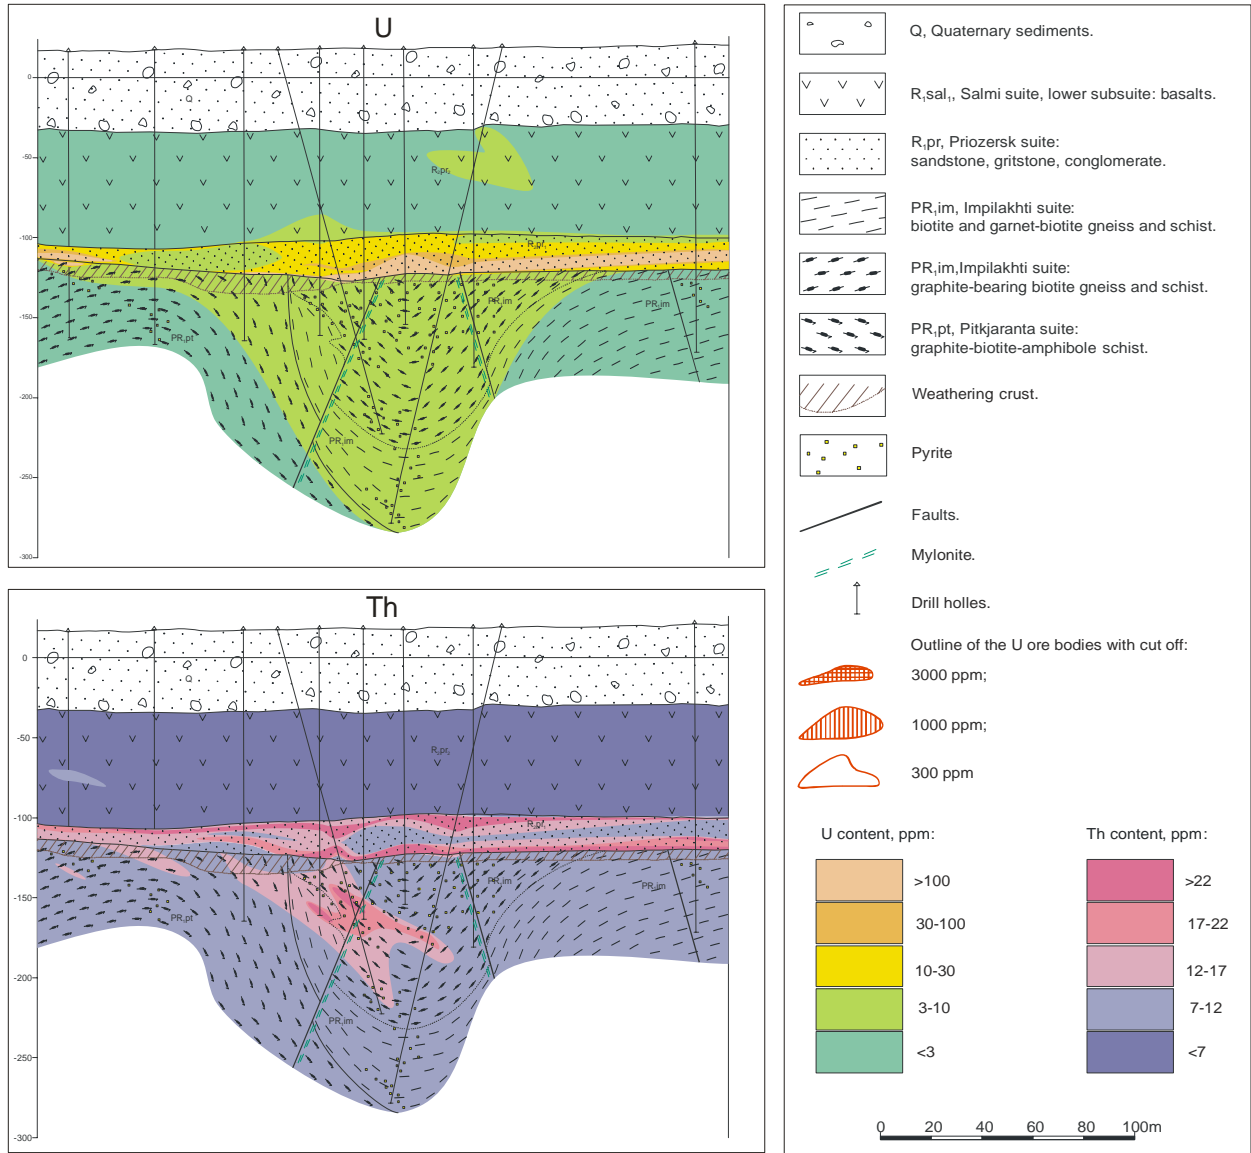 U
0
-50
-100
-150
-200
-250
-300
Q
R₁pr₂
R₁pr
PR₁pt
PR₁im
PR₁im
PR₁im
Th
0
-50
-100
-150
-200
-250
-300
Q
R₁pr₂
R₁pr
PR₁pt
PR₁im
PR₁im
PR₁im
Q, Quaternary sediments.
R₁sal₁, Salmi suite, lower subsuite: basalts.
R₁pr, Priozersk suite:
sandstone, gritstone, conglomerate.
PR₁im, Impilakhti suite:
biotite and garnet-biotite gneiss and schist.
PR₁im,Impilakhti suite:
graphite-bearing biotite gneiss and schist.
PR₁pt, Pitkjaranta suite:
graphite-biotite-amphibole schist.
Weathering crust.
Pyrite
Faults.
Mylonite.
Drill holes.
Outline of the U ore bodies with cut off:
3000 ppm;
1000 ppm;
300 ppm
U content, ppm:
>100
30-100
10-30
3-10
<3
Th content, ppm:
>22
17-22
12-17
7-12
<7
0 20 40 60 80 100m